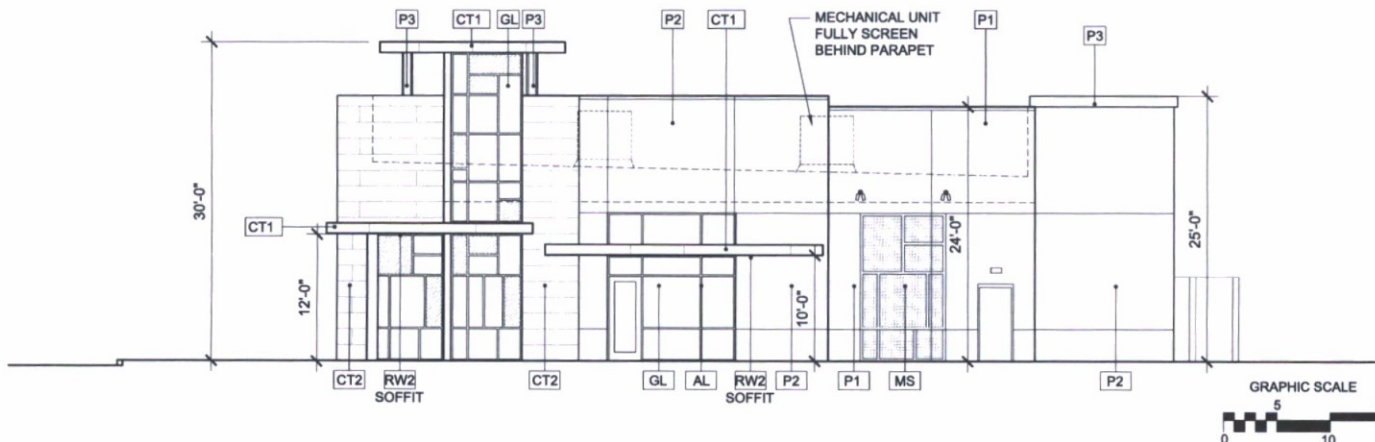 P3
CT1
GL
P3
P2
CT1
MECHANICAL UNIT
FULLY SCREEN
BEHIND PARAPET
P1
P3
30'-0"
CT1
12'-0"
10'-0"
24'-0"
25'-0"
CT2
RW2
SOFFIT
CT2
GL
AL
RW2
SOFFIT
P2
P1
MS
P2
GRAPHIC SCALE
5
0
10